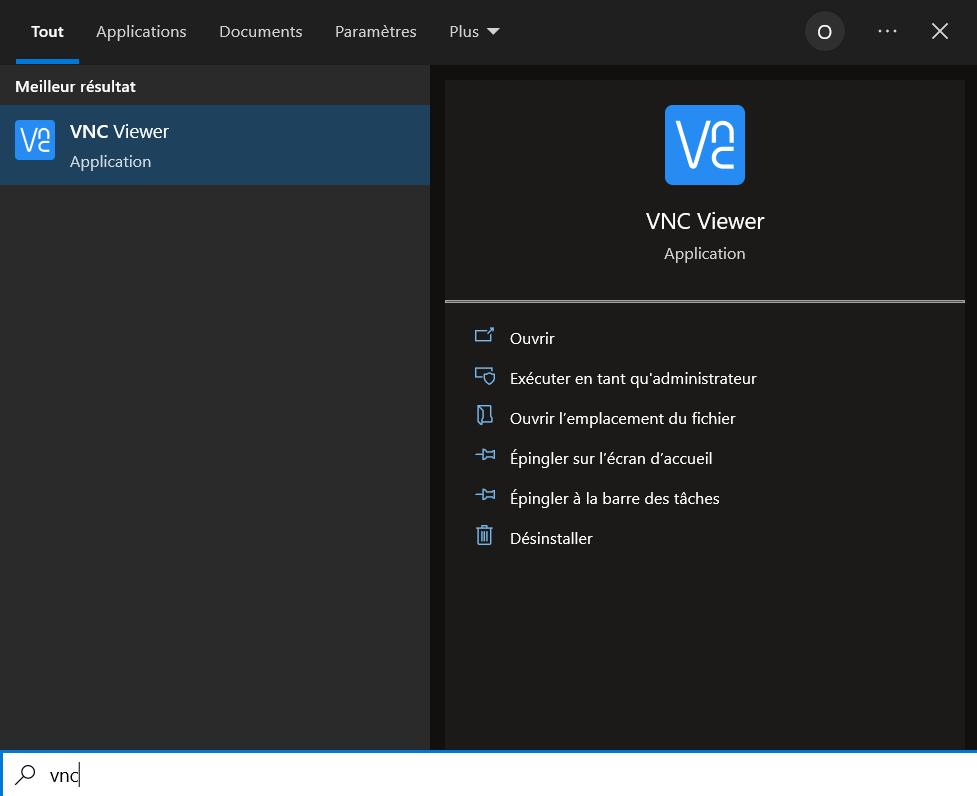 Tout Applications Documents Paramètres Plus O
Meilleur résultat
VNC Viewer
Application
Vnc
VNC Viewer
Application
Ouvrir
Exécuter en tant qu'administrateur
Ouvrir l’emplacement du fichier
Épingler sur l’écran d’accueil
Épingler à la barre des tâches
Désinstaller
vnc